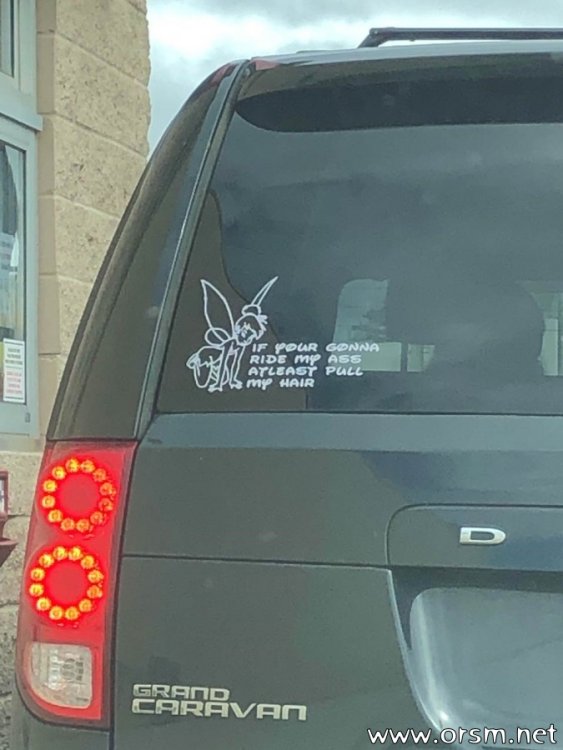 IF YOUR GONNA
RIDE MY ASS
ATLEAST PULL
MY HAIR
D
GRAND
CARAVAN
www.orsm.net